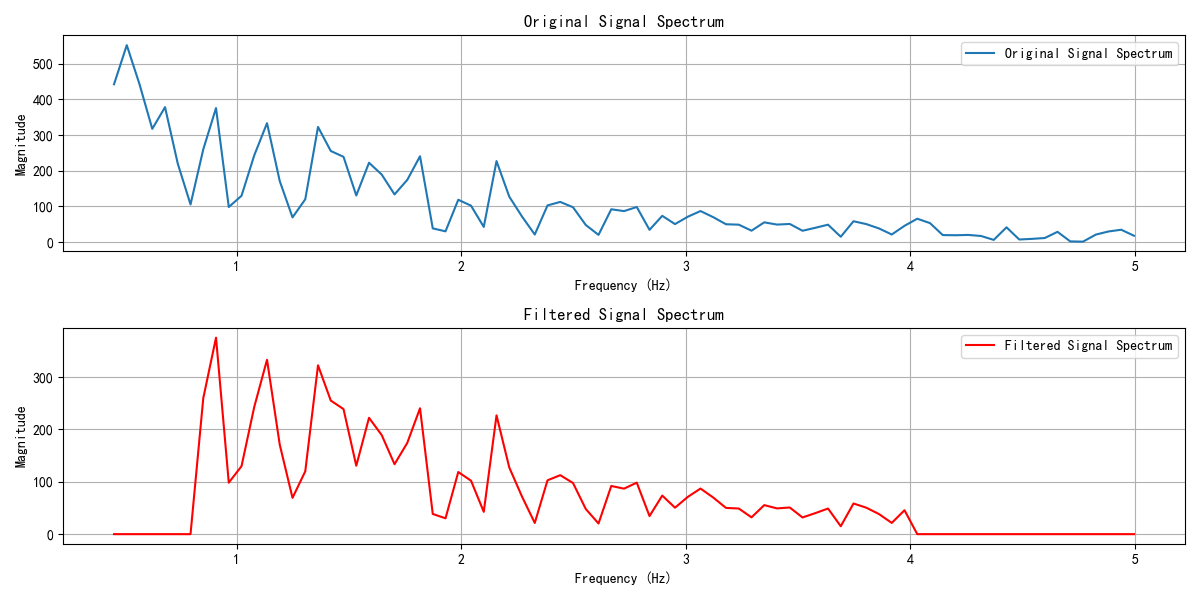 Original Signal Spectrum
Original Signal Spectrum
Magnitude
500
400
300
200
100
0
1 2 3 4 5
Frequency (Hz)
Filtered Signal Spectrum
Filtered Signal Spectrum
Magnitude
300
200
100
0
1 2 3 4 5
Frequency (Hz)